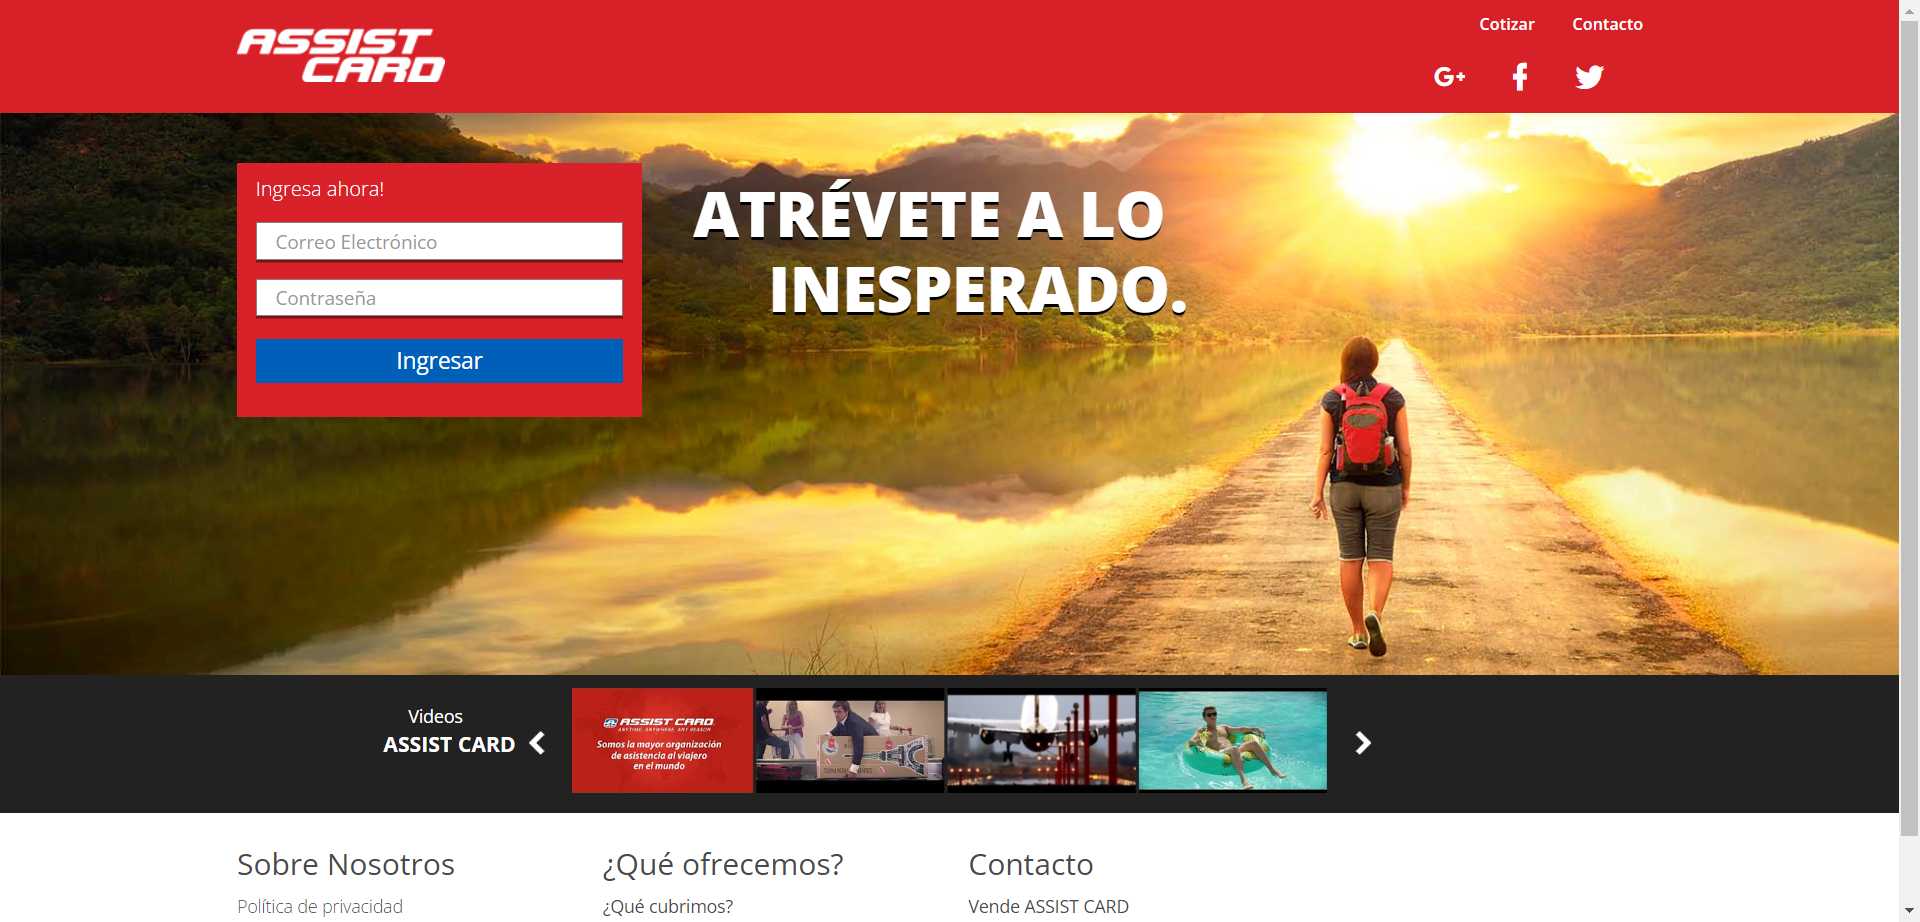 ASSIST
CARD
Cotizar Contacto
G+
Ingresa ahora!
Correo Electrónico
Contraseña
Ingresar
ATRÉVETE A LO
INESPERADO.
Videos
ASSIST CARD
ASSIST CARD
ANYTIME, ANYWHERE, ANY REASON
Somos la mayor organización
de asistencia al viajero
en el mundo
Sobre Nosotros
Política de privacidad
¿Qué ofrecemos?
¿Qué cubrimos?
Contacto
Vende ASSIST CARD